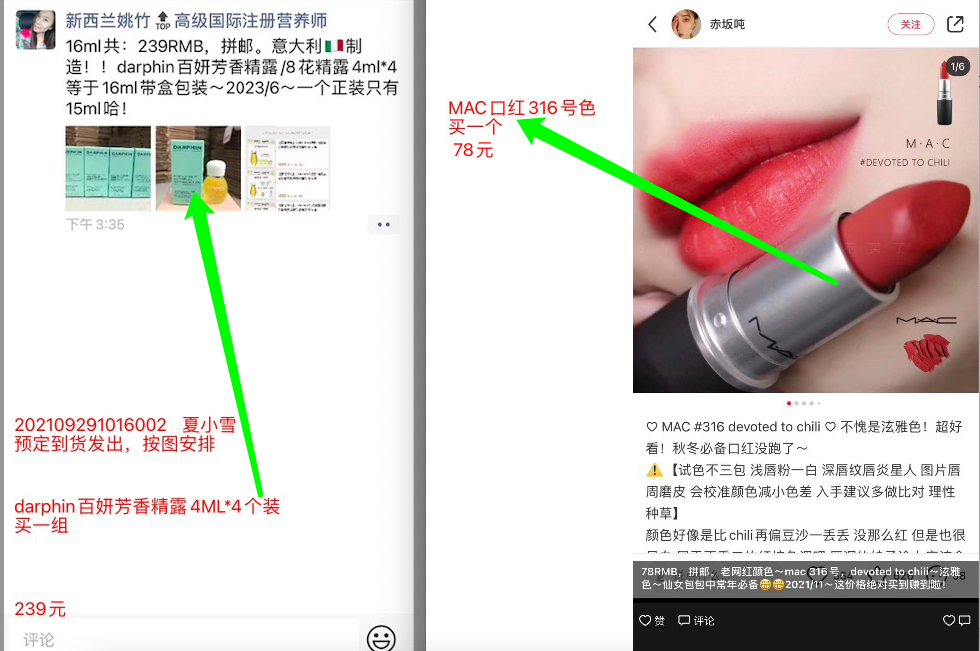 新西兰姚竹 TOP 高级国际注册营养师
16ml共：239RMB，拼邮。意大利🇮🇹制
造！！darphin百妍芳香精露/8花精露4ml*4
等于16ml带盒包装～2023/6～一个正装只有
15ml哈！
DARPHIN
下午3:35
202109291016002 夏小雪
预定到货发出，按图安排
darphin百妍芳香精露4ML*4个装
买一组
239元
评论
MAC口红316号色
买一个
78元
赤坂吨
关注
1/6
M·A·C
#DEVOTED TO CHILI
MAC
MAC
♡ MAC #316 devoted to chili ♡ 不愧是泫雅色！超好
看！秋冬必备口红没跑了～
⚠️【试色不三包 浅唇粉一白 深唇纹唇炎星人 图片唇
周磨皮 会校准颜色减小色差 入手建议多做比对 理性
种草】
颜色好像是比chili再偏豆沙一丢丢 没那么红 但是也很
78RMB，拼邮，老网红颜色～mac 316号，devoted to chili～泫雅
色～仙女包包中常年必备😁😁2021/11～这价格绝对买到赚到啦！
赞
评论